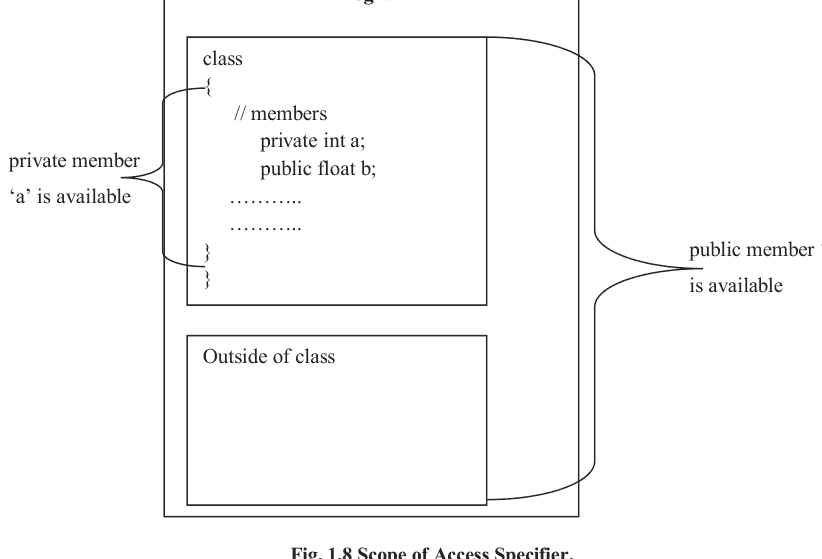 class
{
// members
private int a;
public float b;
………..
………..
}
}
private member
‘a’ is available
public member ‘
is available
Outside of class
Fig. 1.8 Scope of Access Specifier.